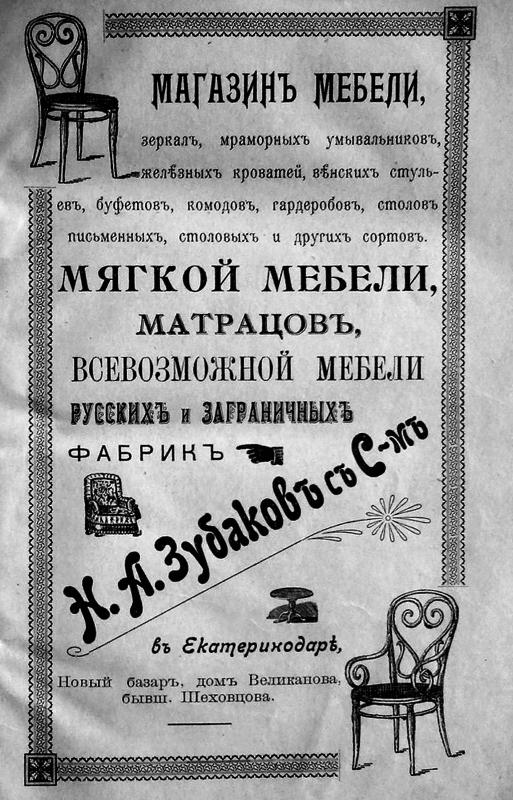 МАГАЗИНЪ МЕБЕЛИ,
зеркалъ, мраморныхъ умывальниковъ,
желѣзныхъ кроватей, вѣнскихъ стуль-
евъ, буфетовъ, комодовъ, гардеробовъ, столовъ
письменныхъ, столовыхъ и другихъ сортовъ.
МЯГКОЙ МЕБЕЛИ,
МАТРАЦОВЪ,
ВСЕВОЗМОЖНОЙ МЕБЕЛИ
РУССКИХЪ и ЗАГРАНИЧНЫХЪ
ФАБРИКЪ
Н. А. Зубаковъ съ С-мъ
въ Екатеринодарѣ,
Новый базаръ, домъ Великанова,
бывш. Шеховцова.